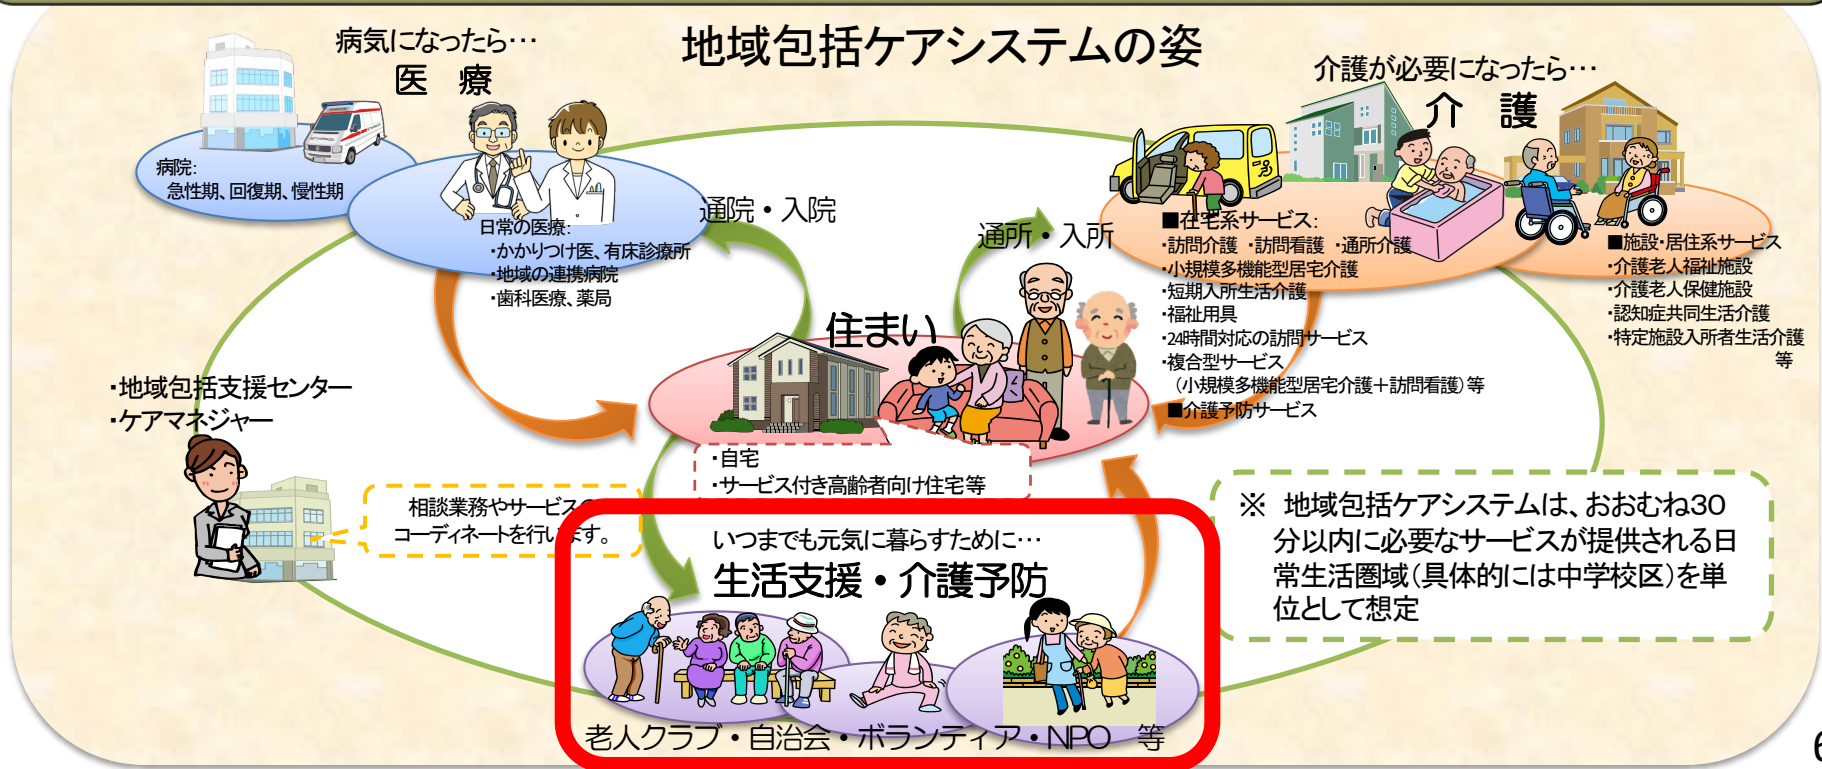 地域包括ケアシステムの姿
病気になったら…
医 療
病院:
急性期、回復期、慢性期
日常の医療:
・かかりつけ医、有床診療所
・地域の連携病院
・歯科医療、薬局
通院・入院
通所・入所
介護が必要になったら…
介 護
■在宅系サービス:
・訪問介護 ・訪問看護 ・通所介護
・小規模多機能型居宅介護
・短期入所生活介護
・福祉用具
・24時間対応の訪問サービス
・複合型サービス
(小規模多機能型居宅介護+訪問看護)等
■介護予防サービス
■施設・居住系サービス
・介護老人福祉施設
・介護老人保健施設
・認知症共同生活介護
・特定施設入所者生活介護
等
住まい
・自宅
・サービス付き高齢者向け住宅等
・地域包括支援センター
・ケアマネジャー
相談業務やサービスの
コーディネートを行います。
いつまでも元気に暮らすために…
生活支援・介護予防
老人クラブ・自治会・ボランティア・NPO 等
※ 地域包括ケアシステムは、おおむね30
分以内に必要なサービスが提供される日
常生活圏域(具体的には中学校区)を単
位として想定
6